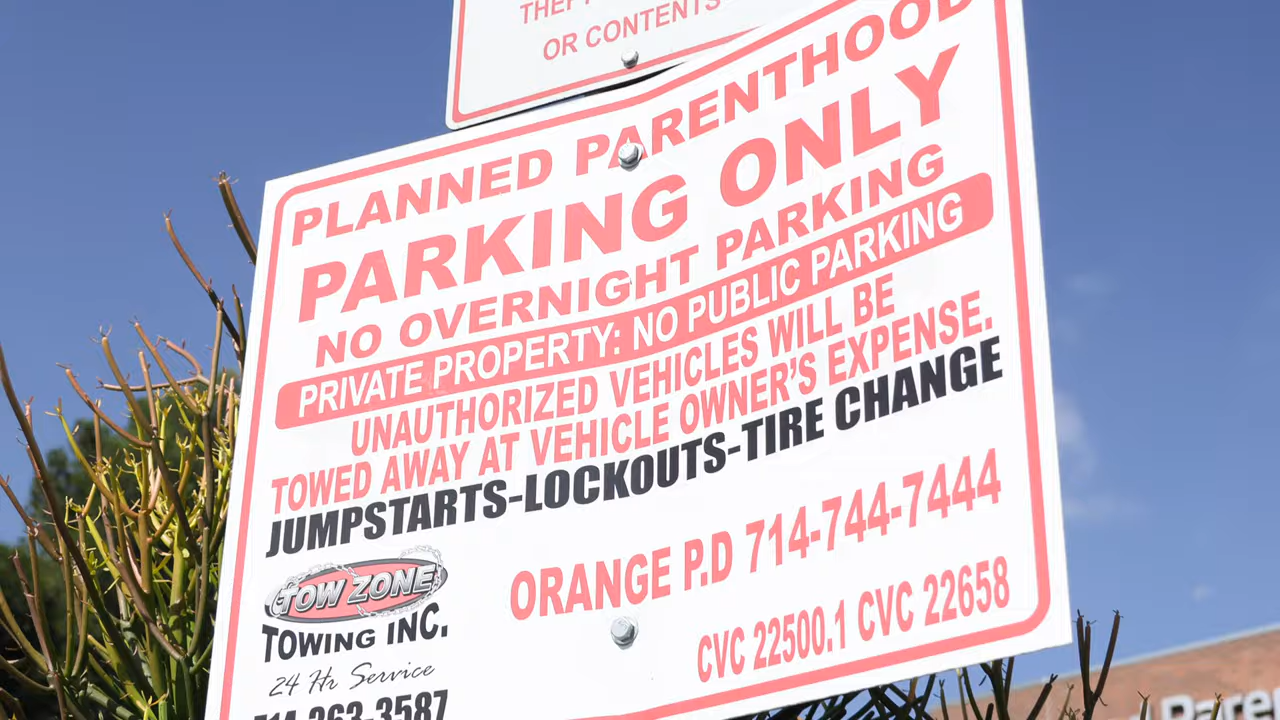 OR CONTENTS
PLANNED PARENTHOOD
PARKING ONLY
NO OVERNIGHT PARKING
PRIVATE PROPERTY: NO PUBLIC PARKING
UNAUTHORIZED VEHICLES WILL BE
TOWED AWAY AT VEHICLE OWNER'S EXPENSE.
JUMPSTARTS-LOCKOUTS-TIRE CHANGE
TOW ZONE
TOWING INC.
24 Hr Service
714-263-3587
ORANGE P.D 714-744-7444
CVC 22500.1 CVC 22658